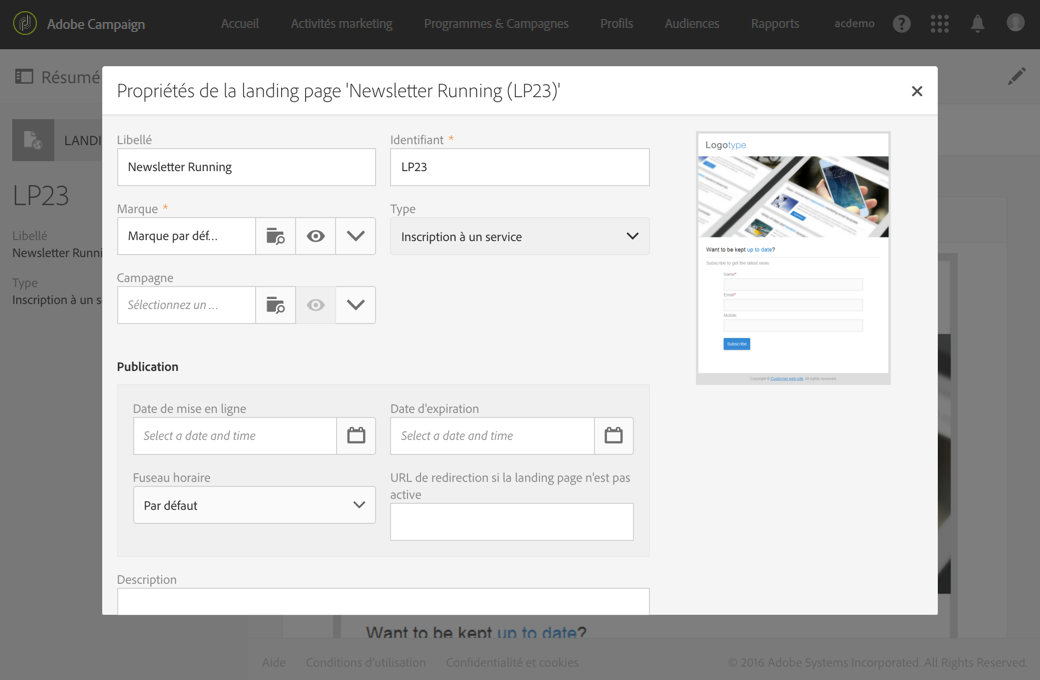 Adobe Campaign
Accueil
Activités marketing
Programmes & Campagnes
Profils
Audiences
Rapports
acdemo
Résumé
LANDI
LP23
Libellé
Newsletter Runni
Type
Inscription à un s
Propriétés de la landing page 'Newsletter Running (LP23)'
Libellé
Newsletter Running
Identifiant *
LP23
Marque *
Marque par déf...
Type
Inscription à un service
Campagne
Sélectionnez un ...
Publication
Date de mise en ligne
Select a date and time
Date d'expiration
Select a date and time
Fuseau horaire
Par défaut
URL de redirection si la landing page n'est pas
active
Description
Logotype
Want to be kept up to date?
Subscribe to get the latest news.
Name*
Email*
Mobile
Subscribe
Copyright © Customer web site. All rights reserved.
Want to be kept up to date?
Aide
Conditions d'utilisation
Confidentialité et cookies
© 2016 Adobe Systems Incorporated. All Rights Reserved.